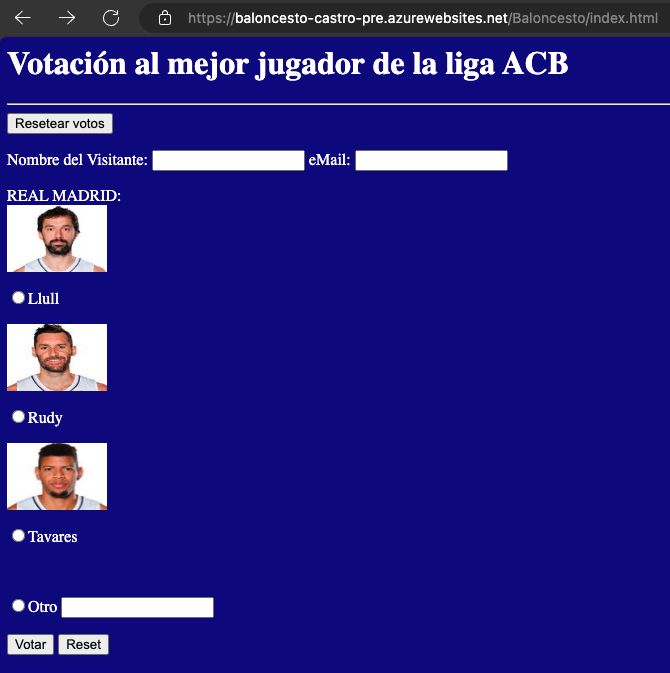 https://baloncesto-castro-pre.azurewebsites.net/Baloncesto/index.html
Votación al mejor jugador de la liga ACB
Resetear votos
Nombre del Visitante: eMail:
REAL MADRID:
Llull
Rudy
Tavares
Otro
Votar Reset